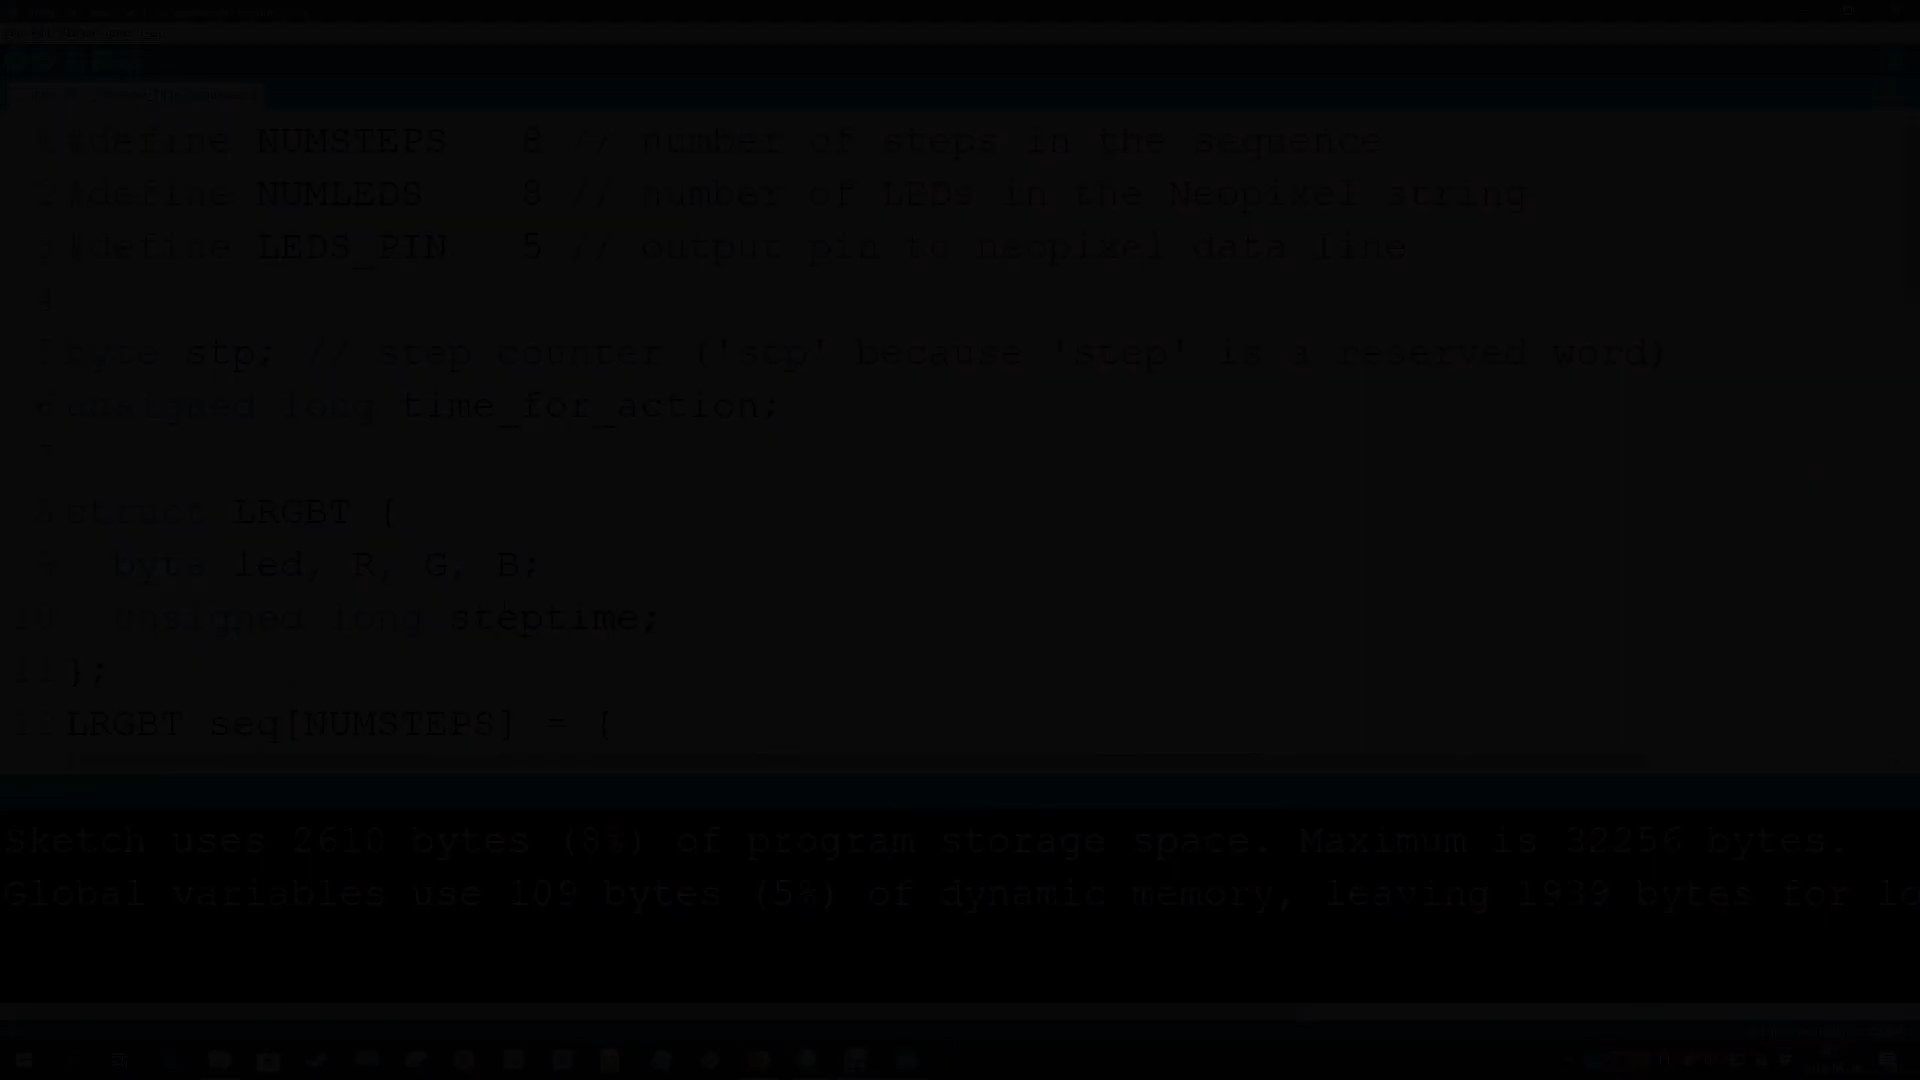 1 #define NUMSTEPS 8 // number of steps in the sequence
2 #define NUMLEDS 8 // number of LEDs in the Neopixel string
3 #define LEDS_PIN 5 // output pin to neopixel data line
4
5 byte stp; // step counter ('stp' because 'step' is a reserved word)
6 unsigned long time_for_action;
7
8 struct LRGBT {
9 byte led, R, G, B;
10 unsigned long steptime;
11 };
12 LRGBT seq[NUMSTEPS] = {
Sketch uses 2610 bytes (8%) of program storage space. Maximum is 32256 bytes.
Global variables use 109 bytes (5%) of dynamic memory, leaving 1939 bytes for lo